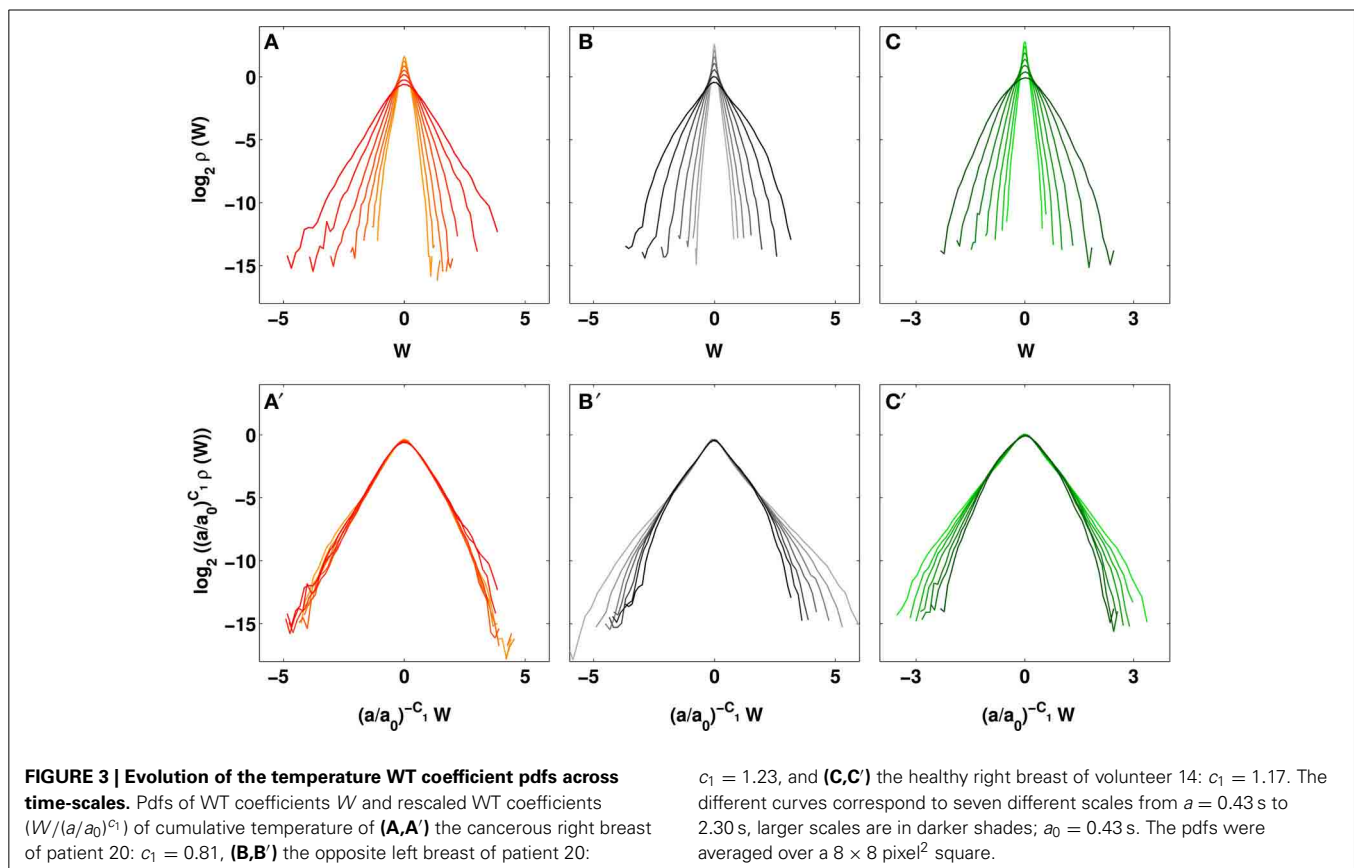 A
B
C
log₂ ρ (W)
0
−5
−10
−15
−5 0 5
−5 0 5
−3 0 3
W
W
W
A′
B′
C′
log₂ ((a/a₀)^C₁ ρ (W))
0
−5
−10
−15
−5 0 5
−5 0 5
−3 0 3
(a/a₀)^−C₁ W
(a/a₀)^−C₁ W
(a/a₀)^−C₁ W
FIGURE 3 | Evolution of the temperature WT coefficient pdfs across
time-scales. Pdfs of WT coefficients W and rescaled WT coefficients
(W/(a/a₀)^c₁) of cumulative temperature of (A,A′) the cancerous right breast
of patient 20: c₁ = 0.81, (B,B′) the opposite left breast of patient 20:
c₁ = 1.23, and (C,C′) the healthy right breast of volunteer 14: c₁ = 1.17. The
different curves correspond to seven different scales from a = 0.43 s to
2.30 s, larger scales are in darker shades; a₀ = 0.43 s. The pdfs were
averaged over a 8 × 8 pixel² square.